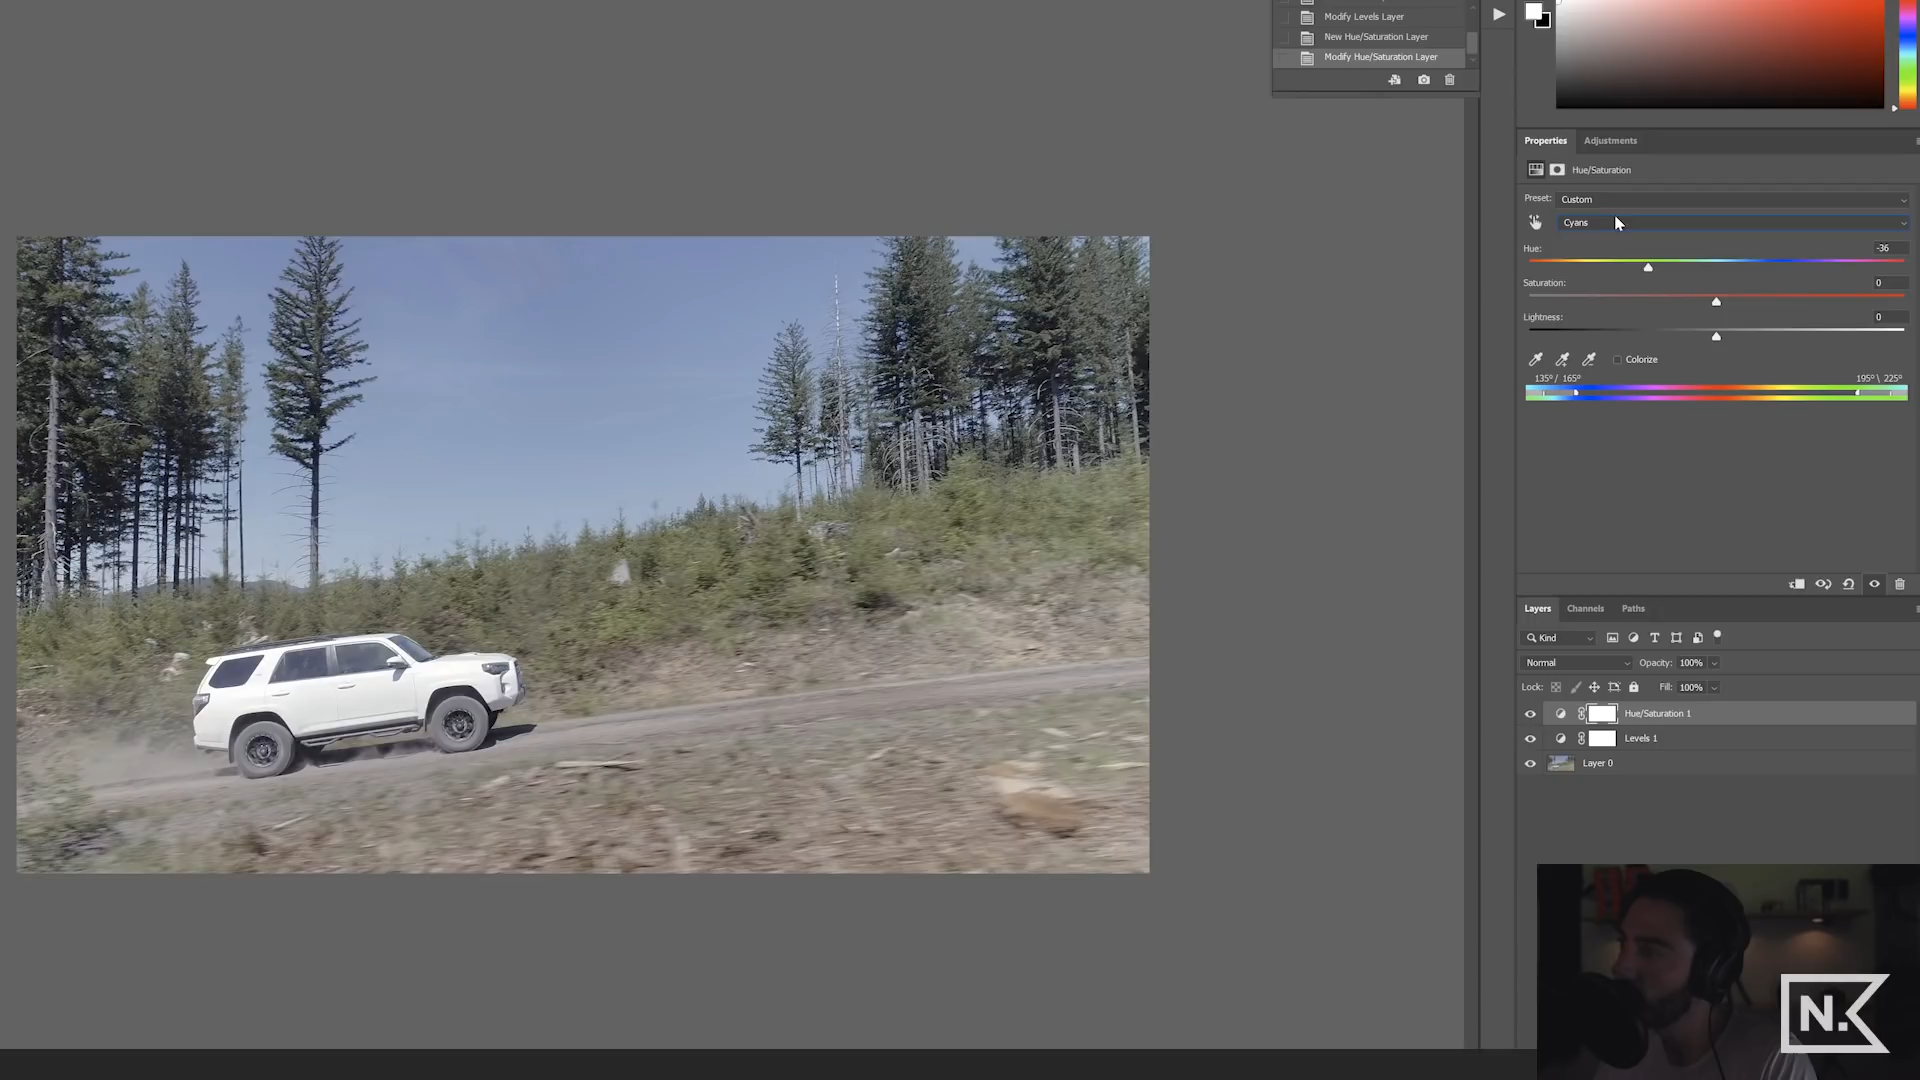 Modify Levels Layer
New Hue/Saturation Layer
Modify Hue/Saturation Layer
Properties
Adjustments
Hue/Saturation
Preset: Custom
Cyans
Hue: -36
Saturation: 0
Lightness: 0
Colorize
135°/ 165° 195°\ 225°
Layers
Channels
Paths
Kind
Normal
Opacity: 100%
Lock:
Fill: 100%
Hue/Saturation 1
Levels 1
Layer 0
N.K